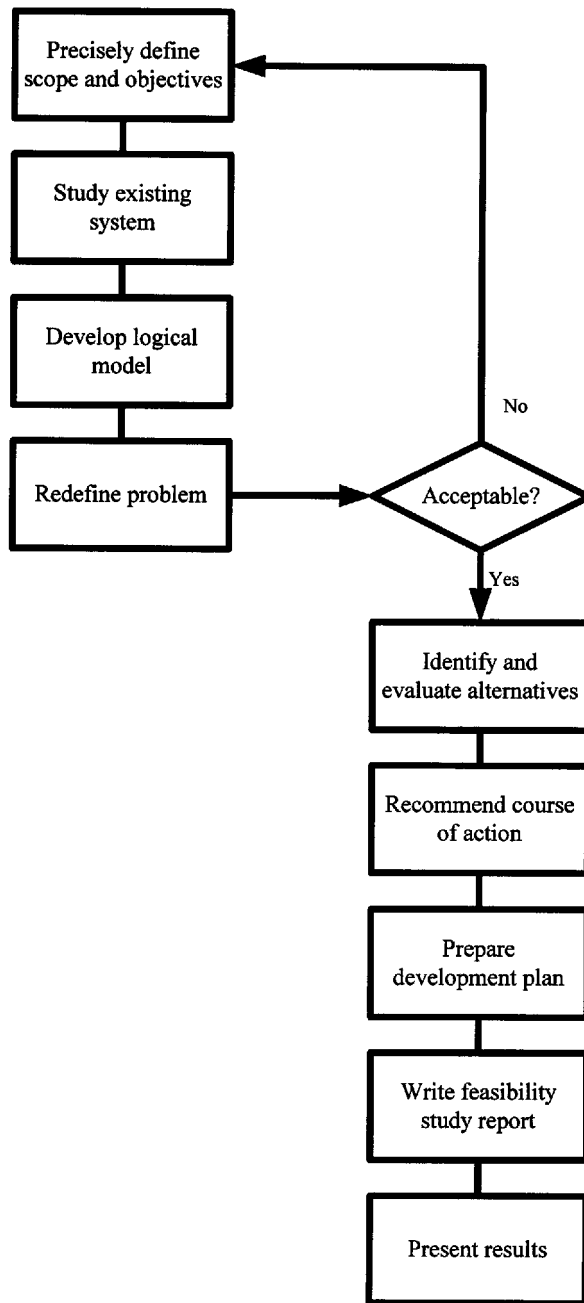 Precisely define
scope and objectives
Study existing
system
Develop logical
model
Redefine problem
No
Acceptable?
Yes
Identify and
evaluate alternatives
Recommend course
of action
Prepare
development plan
Write feasibility
study report
Present results